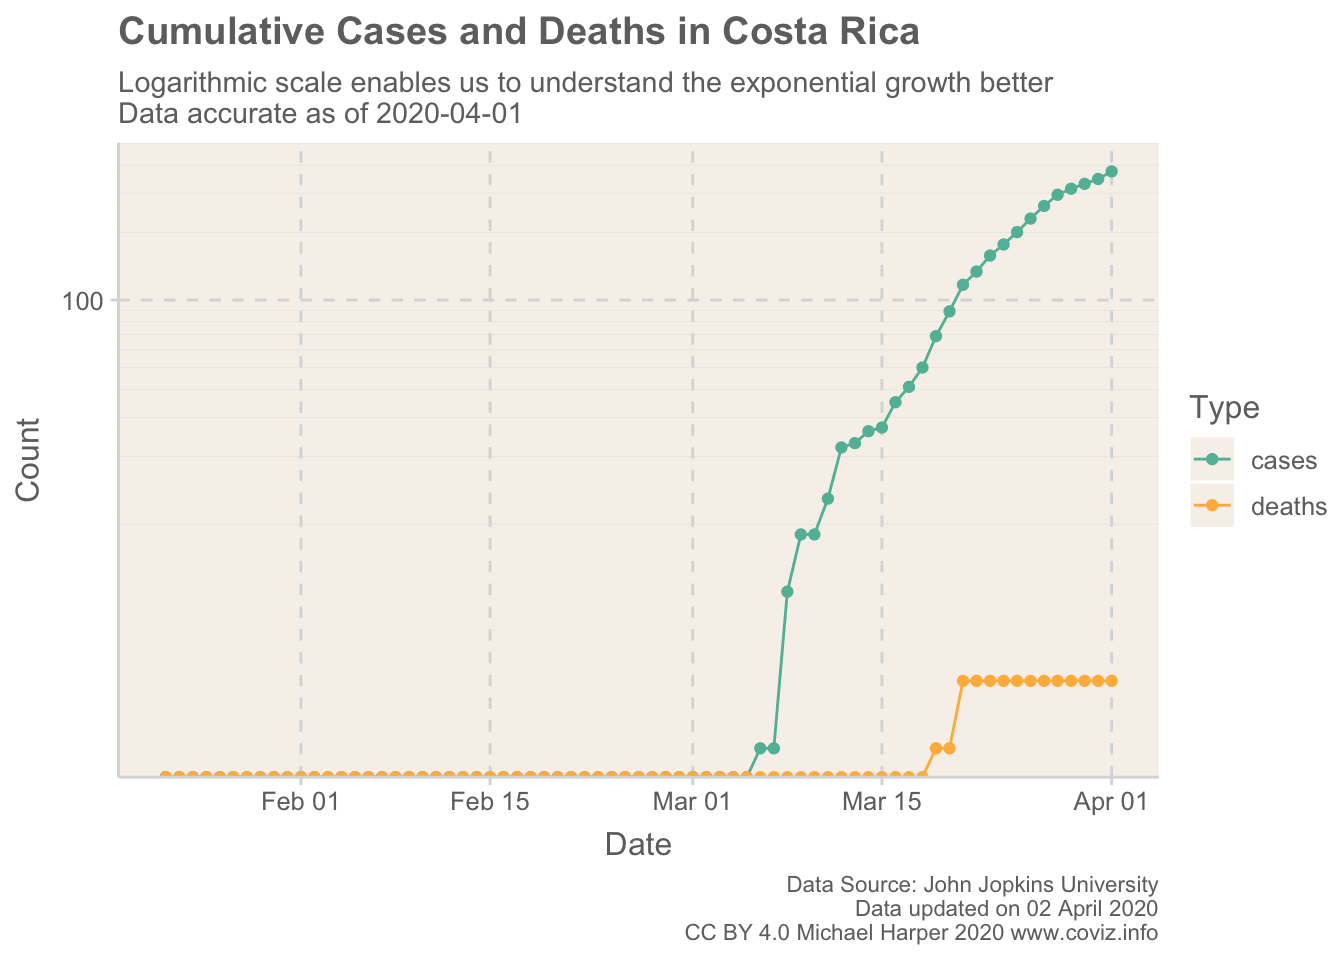 Cumulative Cases and Deaths in Costa Rica
Logarithmic scale enables us to understand the exponential growth better
Data accurate as of 2020-04-01
100
Count
Type
cases
deaths
Feb 01
Feb 15
Mar 01
Mar 15
Apr 01
Date
Data Source: John Jopkins University
Data updated on 02 April 2020
CC BY 4.0 Michael Harper 2020 www.coviz.info